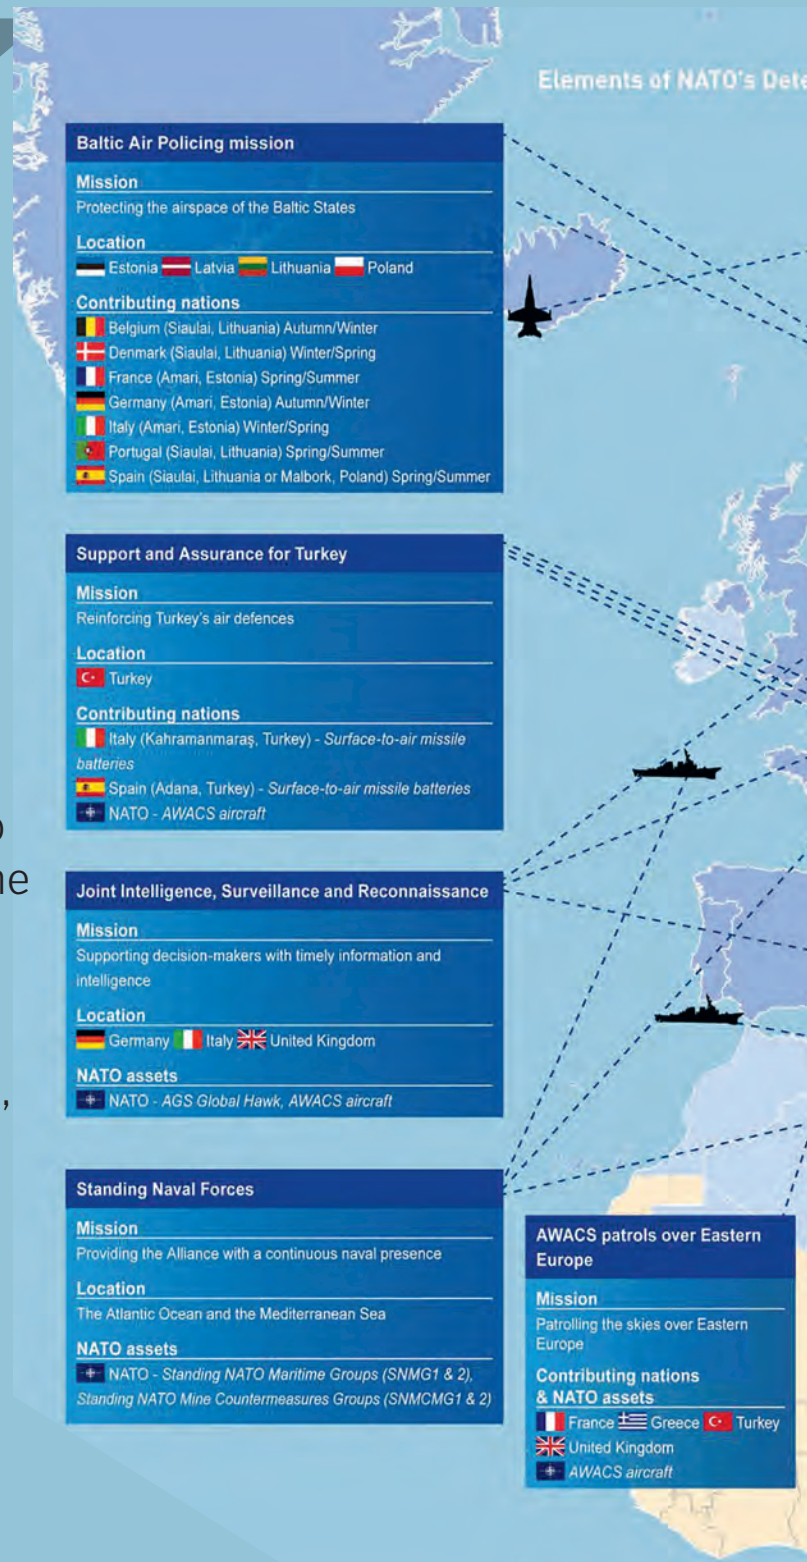 Elements of NATO's Dete
Baltic Air Policing mission
Mission
Protecting the airspace of the Baltic States
Location
Estonia Latvia Lithuania Poland
Contributing nations
Belgium (Siaulai, Lithuania) Autumn/Winter
Denmark (Siaulai, Lithuania) Winter/Spring
France (Amari, Estonia) Spring/Summer
Germany (Amari, Estonia) Autumn/Winter
Italy (Amari, Estonia) Winter/Spring
Portugal (Siaulai, Lithuania) Spring/Summer
Spain (Siaulai, Lithuania or Malbork, Poland) Spring/Summer
Support and Assurance for Turkey
Mission
Reinforcing Turkey's air defences
Location
Turkey
Contributing nations
Italy (Kahramanmaraş, Turkey) - Surface-to-air missile
batteries
Spain (Adana, Turkey) - Surface-to-air missile batteries
NATO - AWACS aircraft
Joint Intelligence, Surveillance and Reconnaissance
Mission
Supporting decision-makers with timely information and
intelligence
Location
Germany Italy United Kingdom
NATO assets
NATO - AGS Global Hawk, AWACS aircraft
Standing Naval Forces
Mission
Providing the Alliance with a continuous naval presence
Location
The Atlantic Ocean and the Mediterranean Sea
NATO assets
NATO - Standing NATO Maritime Groups (SNMG1 & 2),
Standing NATO Mine Countermeasures Groups (SNMCMG1 & 2)
AWACS patrols over Eastern
Europe
Mission
Patrolling the skies over Eastern
Europe
Contributing nations
& NATO assets
France Greece Turkey
United Kingdom
AWACS aircraft